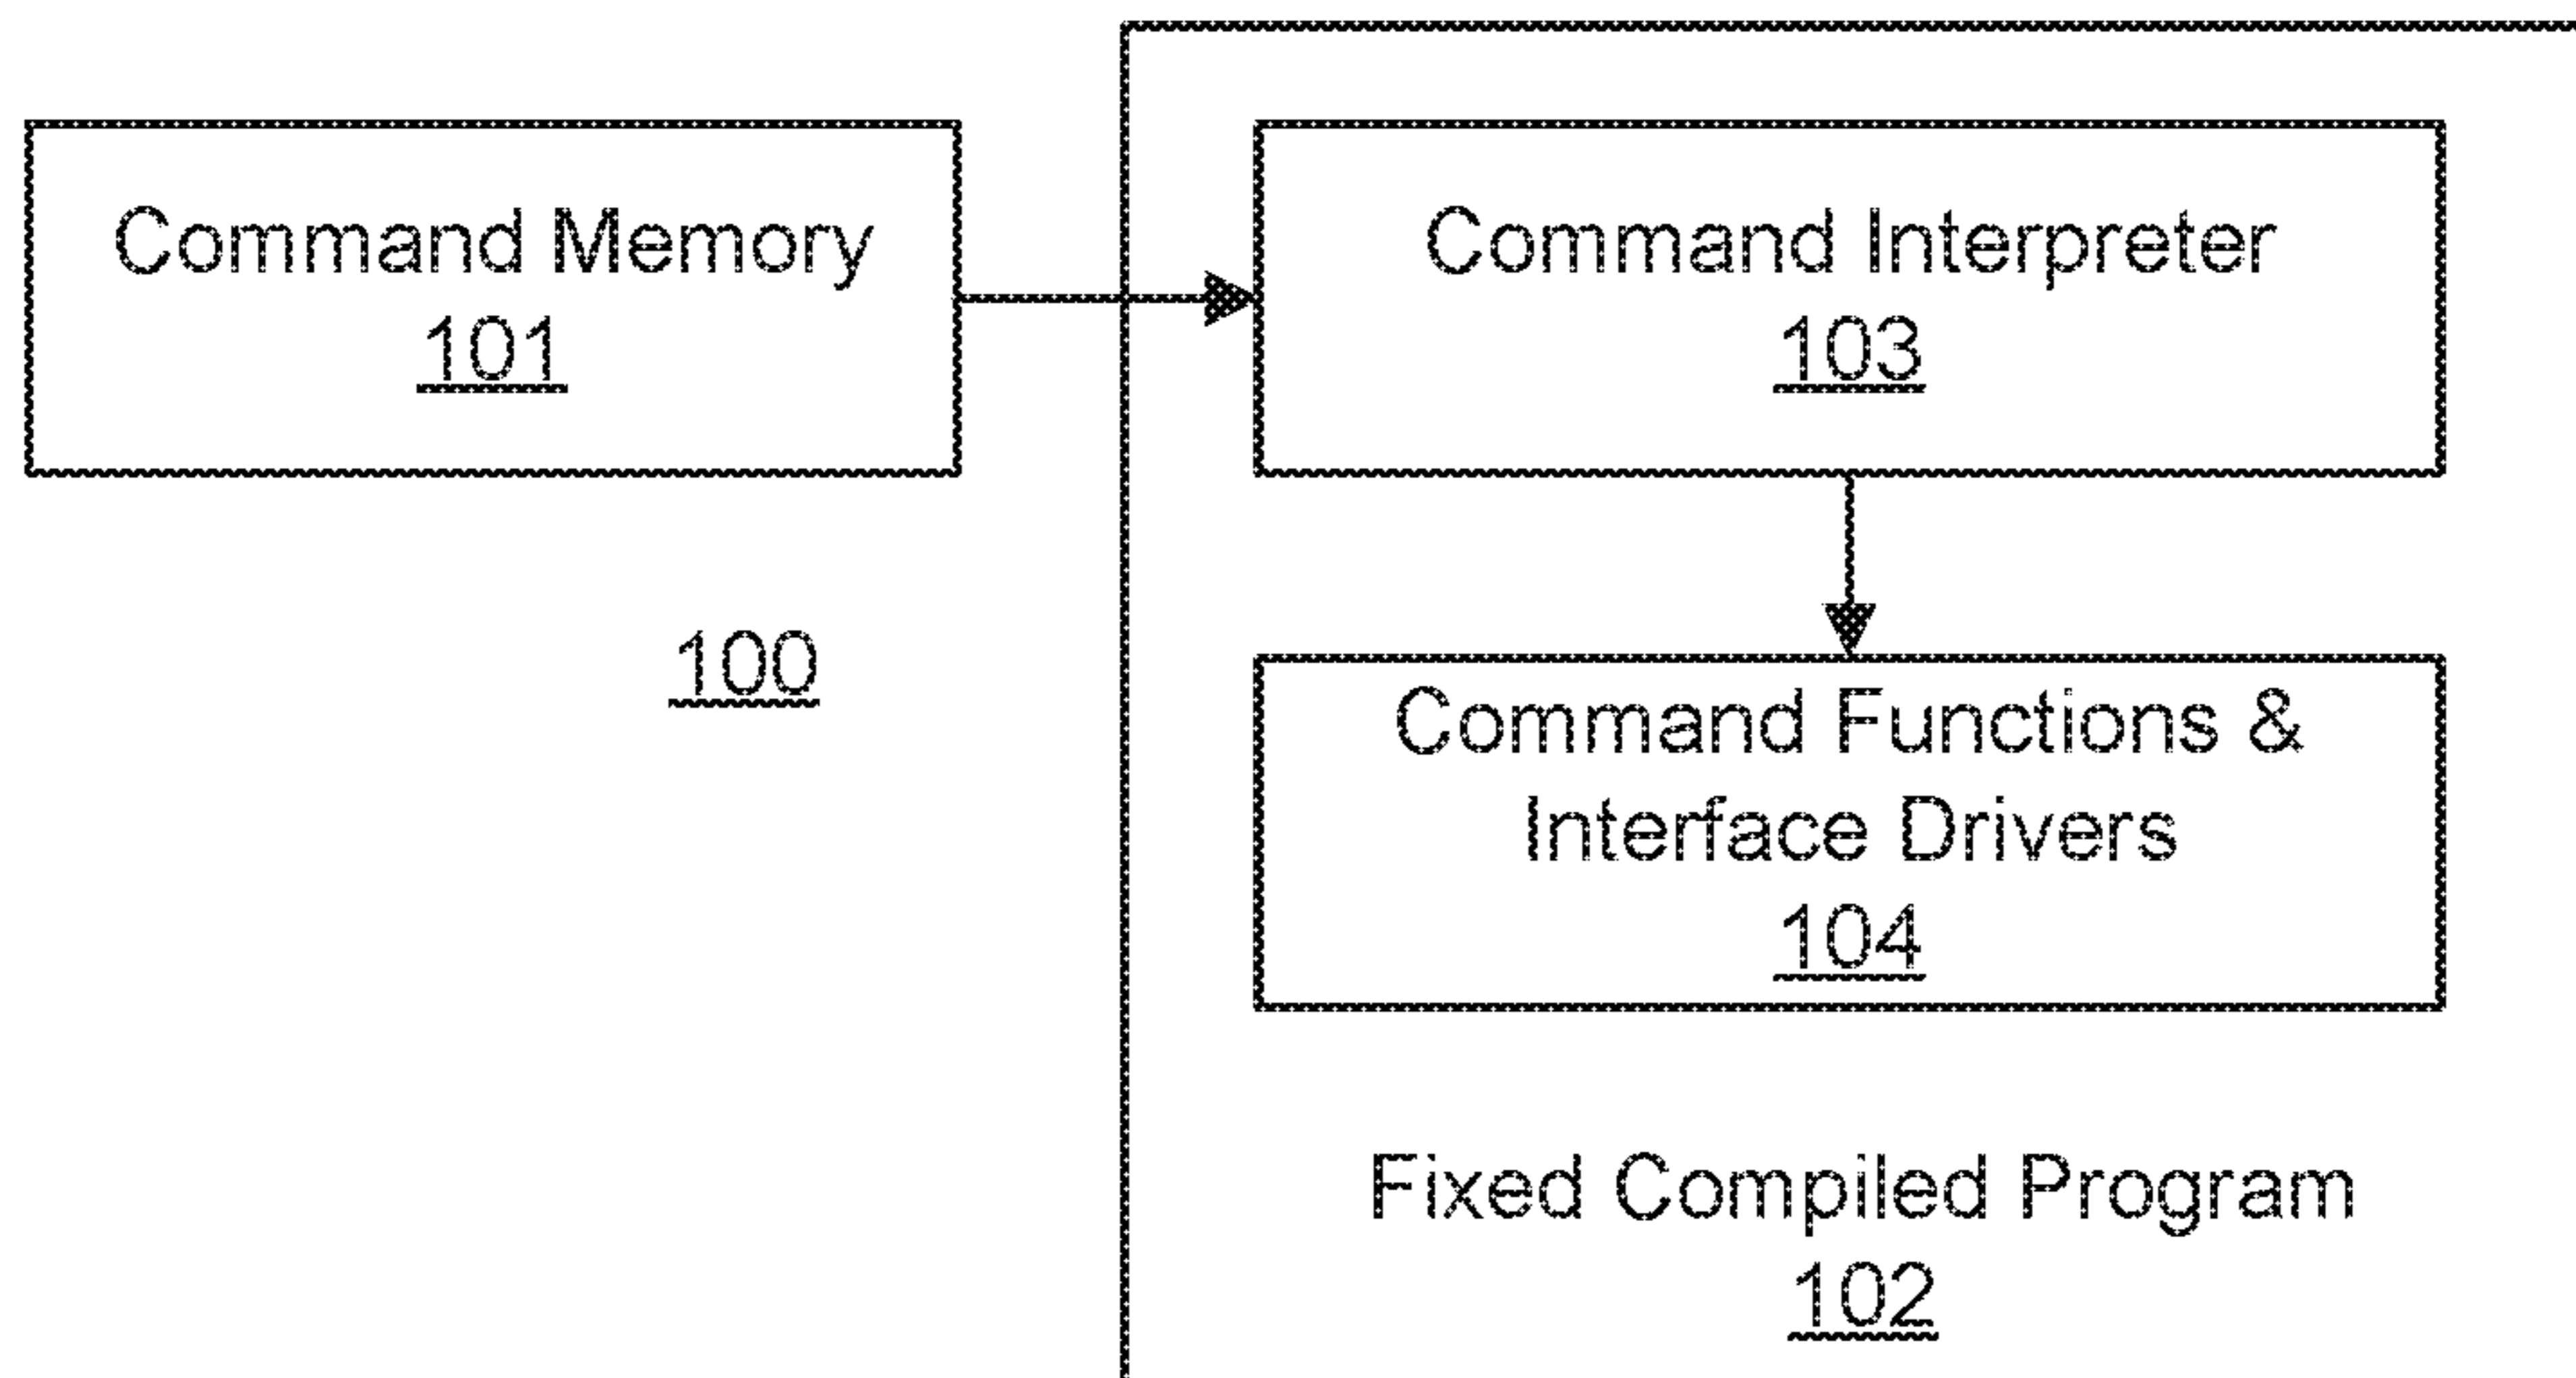 Command Memory
101
Command Interpreter
103
100
Command Functions &
Interface Drivers
104
Fixed Compiled Program
102